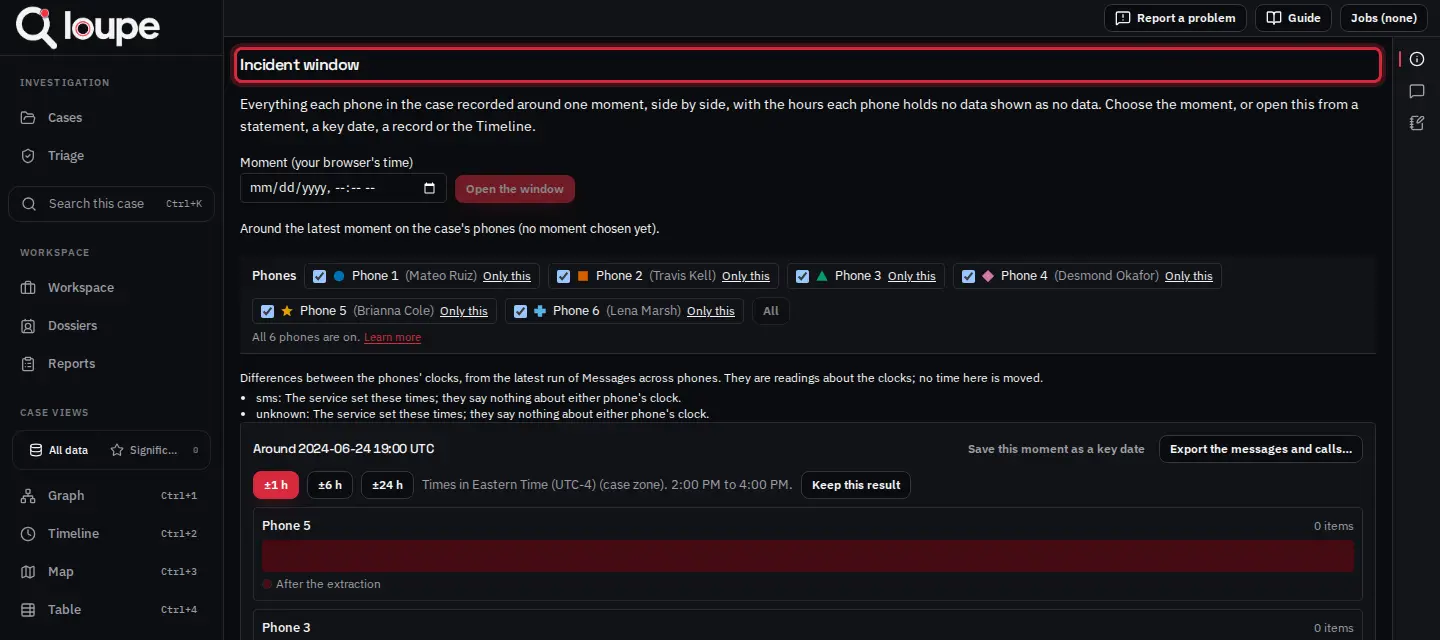 loupe
Report a problem
Guide
Jobs (none)
INVESTIGATION
Cases
Triage
Search this case Ctrl+K
WORKSPACE
Workspace
Dossiers
Reports
CASE VIEWS
All data Signific... 0
Graph Ctrl+1
Timeline Ctrl+2
Map Ctrl+3
Table Ctrl+4
Incident window
Everything each phone in the case recorded around one moment, side by side, with the hours each phone holds no data shown as no data. Choose the moment, or open this from a
statement, a key date, a record or the Timeline.
Moment (your browser's time)
mm/dd/yyyy, --:-- -- Open the window
Around the latest moment on the case's phones (no moment chosen yet).
Phones Phone 1 (Mateo Ruiz) Only this Phone 2 (Travis Kell) Only this Phone 3 Only this Phone 4 (Desmond Okafor) Only this
Phone 5 (Brianna Cole) Only this Phone 6 (Lena Marsh) Only this All
All 6 phones are on. Learn more
Differences between the phones' clocks, from the latest run of Messages across phones. They are readings about the clocks; no time here is moved.
• sms: The service set these times; they say nothing about either phone's clock.
• unknown: The service set these times; they say nothing about either phone's clock.
Around 2024-06-24 19:00 UTC Save this moment as a key date Export the messages and calls...
±1 h ±6 h ±24 h Times in Eastern Time (UTC-4) (case zone). 2:00 PM to 4:00 PM. Keep this result
Phone 5 0 items
After the extraction
Phone 3 0 items